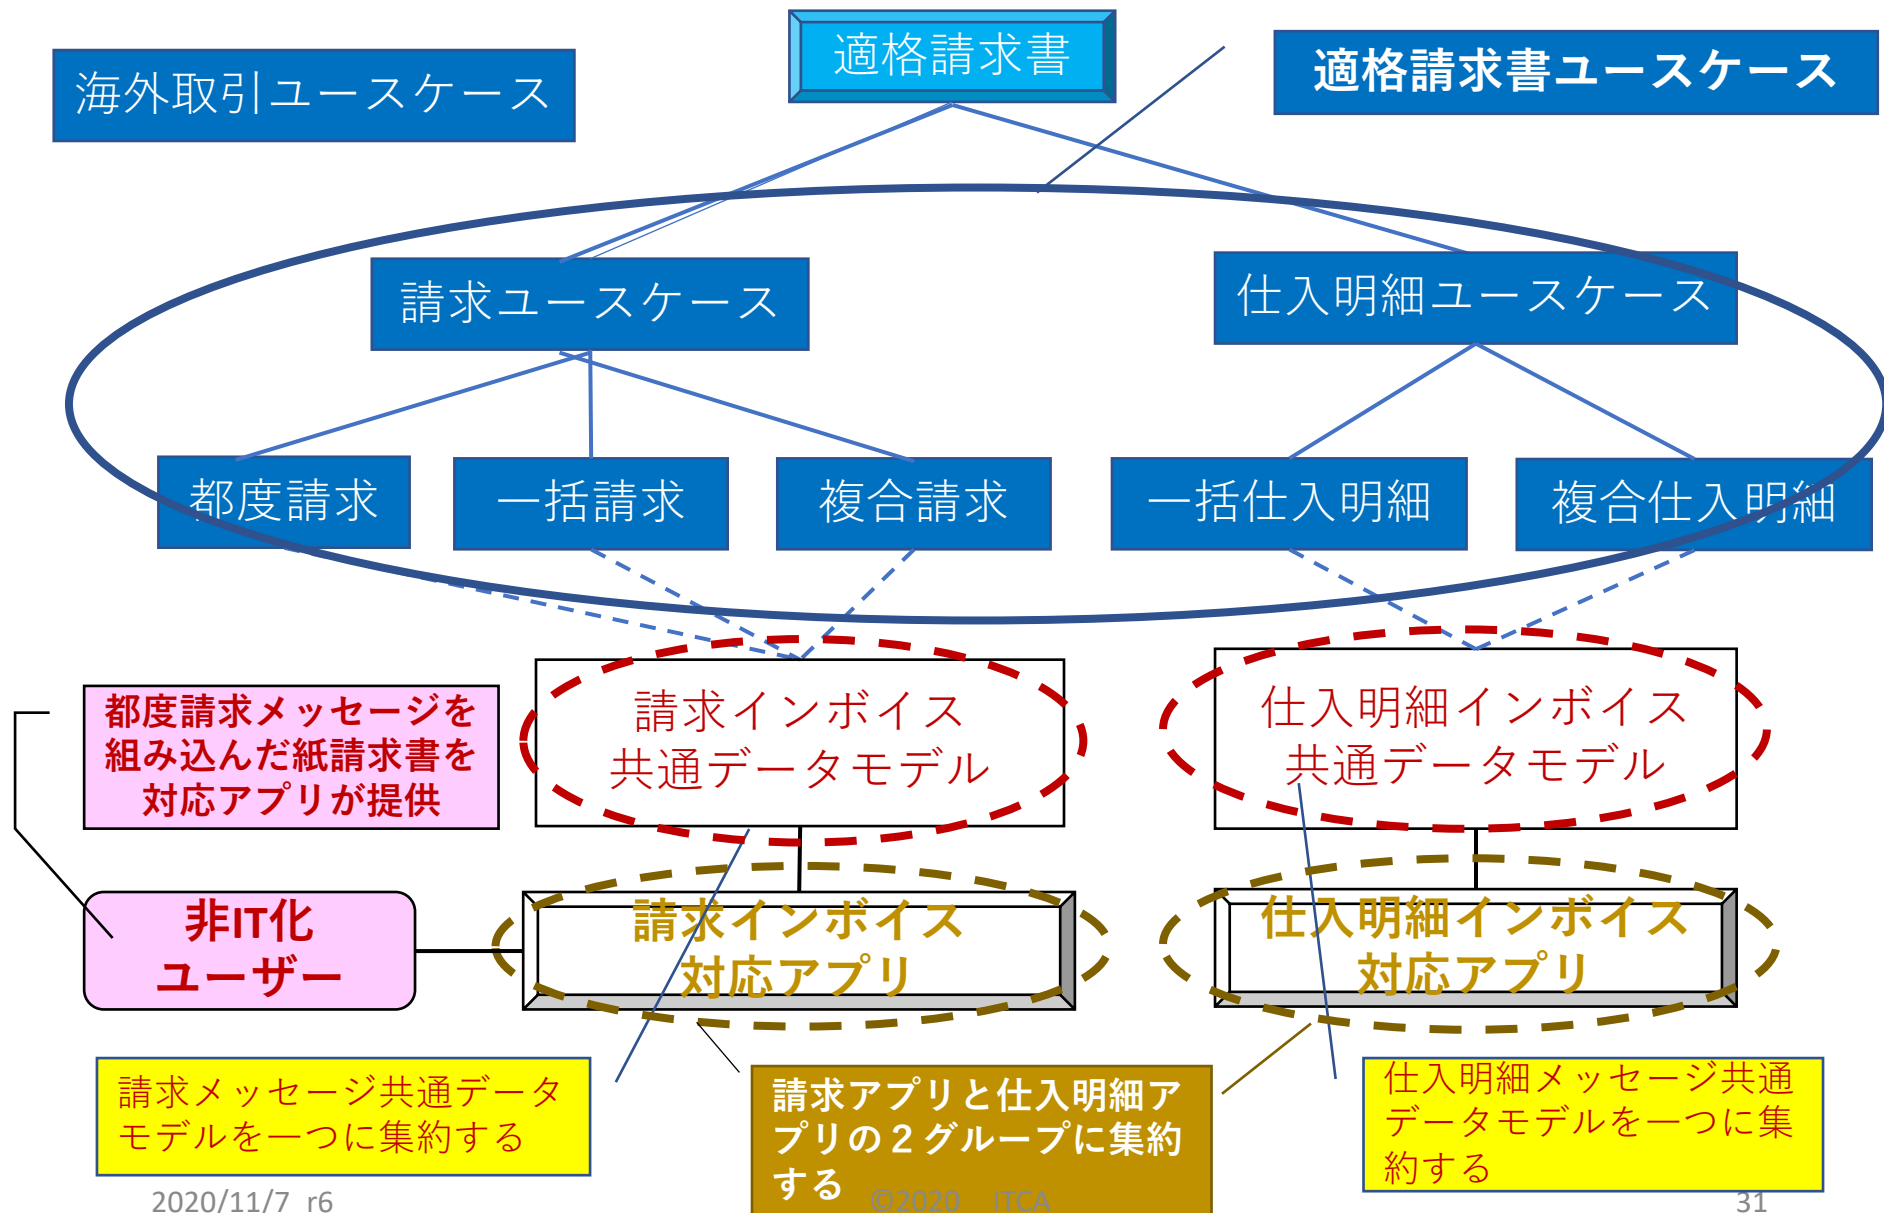 適格請求書
海外取引ユースケース
適格請求書ユースケース
請求ユースケース
仕入明細ユースケース
都度請求
一括請求
複合請求
一括仕入明細
複合仕入明細
都度請求メッセージを
組み込んだ紙請求書を
対応アプリが提供
請求インボイス
共通データモデル
仕入明細インボイス
共通データモデル
非IT化
ユーザー
請求インボイス
対応アプリ
仕入明細インボイス
対応アプリ
請求メッセージ共通データ
モデルを一つに集約する
請求アプリと仕入明細ア
プリの２グループに集約
する
仕入明細メッセージ共通
データモデルを一つに集
約する
2020/11/7 r6
©2020 ITCA
31